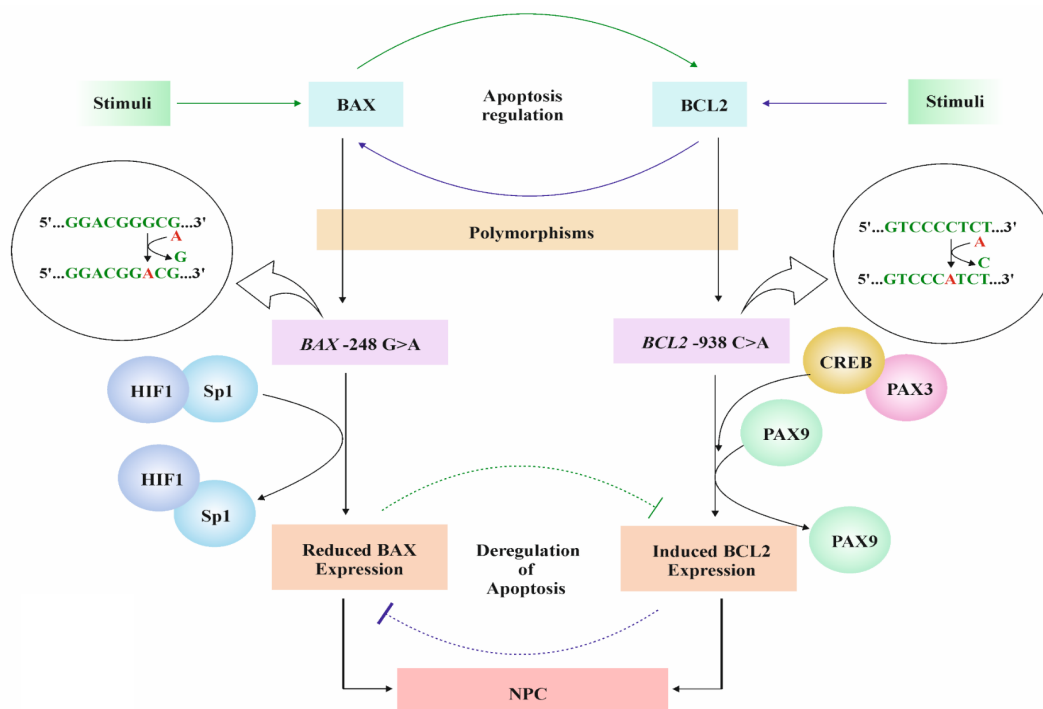 Stimuli
BAX
Apoptosis
regulation
BCL2
Stimuli
5'...GGACGGGCG...3'
A
G
5'...GGACGGACG...3'
Polymorphisms
5'...GTCCCCTCT...3'
A
C
5'...GTCCCATCT...3'
BAX -248 G>A
BCL2 -938 C>A
HIF1
Sp1
CREB
PAX3
PAX9
HIF1
Sp1
PAX9
Reduced BAX
Expression
Deregulation
of
Apoptosis
Induced BCL2
Expression
NPC